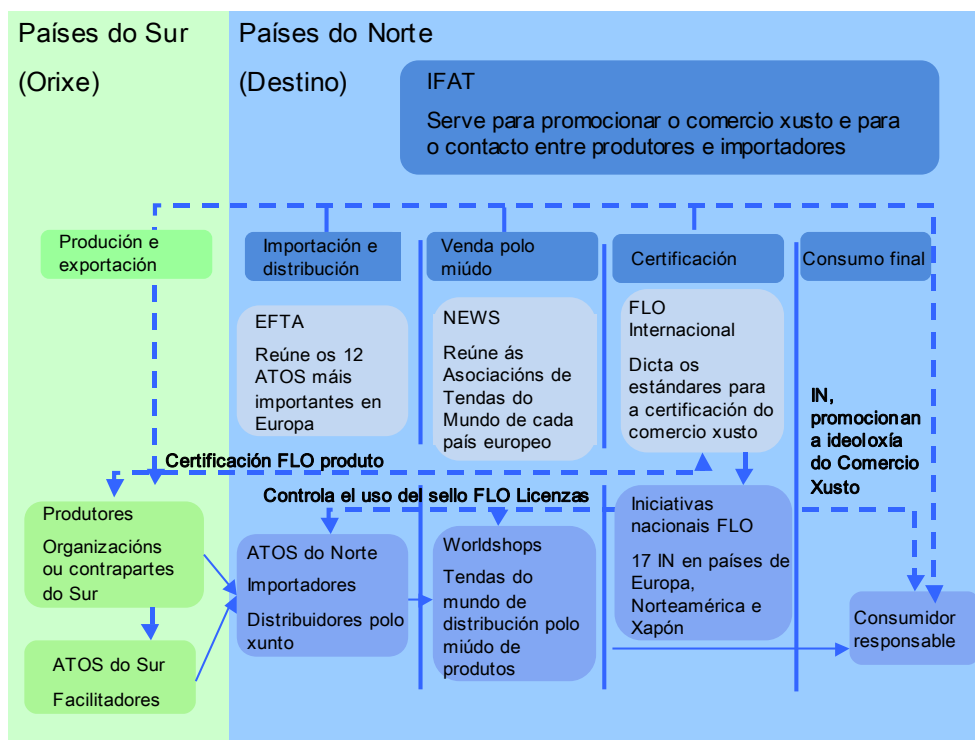 Países do Sur
(Orixe)
Países do Norte
(Destino)
IFAT
Serve para promocionar o comercio xusto e para
o contacto entre produtores e importadores
Produción e
exportación
Importación e
distribución
Venda polo
miúdo
Certificación
Consumo final
EFTA
Reúne os 12
ATOS máis
importantes en
Europa
NEWS
Reúne ás
Asociacións de
Tendas do
Mundo de cada
país europeo
FLO
Internacional
Dicta os
estándares para
a certificación do
comercio xusto
IN,
promocionan
a ideoloxía
do Comercio
Xusto
Certificación FLO produto
Controla el uso del sello FLO Licenzas
Produtores
Organizacións
ou contrapartes
do Sur
ATOS do Sur
Facilitadores
ATOS do Norte
Importadores
Distribuidores polo
xunto
Worldshops
Tendas do
mundo de
distribución polo
miúdo de
produtos
Iniciativas
nacionais FLO
17 IN en países de
Europa,
Norteamérica e
Xapón
Consumidor
responsable